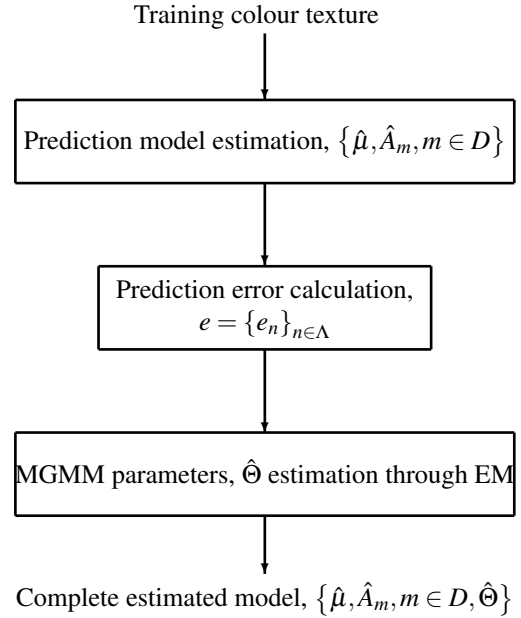 Training colour texture
Prediction model estimation, {μ̂, Â_m, m ∈ D}
Prediction error calculation,
e = {e_n}_{n∈Λ}
MGMM parameters, Θ̂ estimation through EM
Complete estimated model, {μ̂, Â_m, m ∈ D, Θ̂}